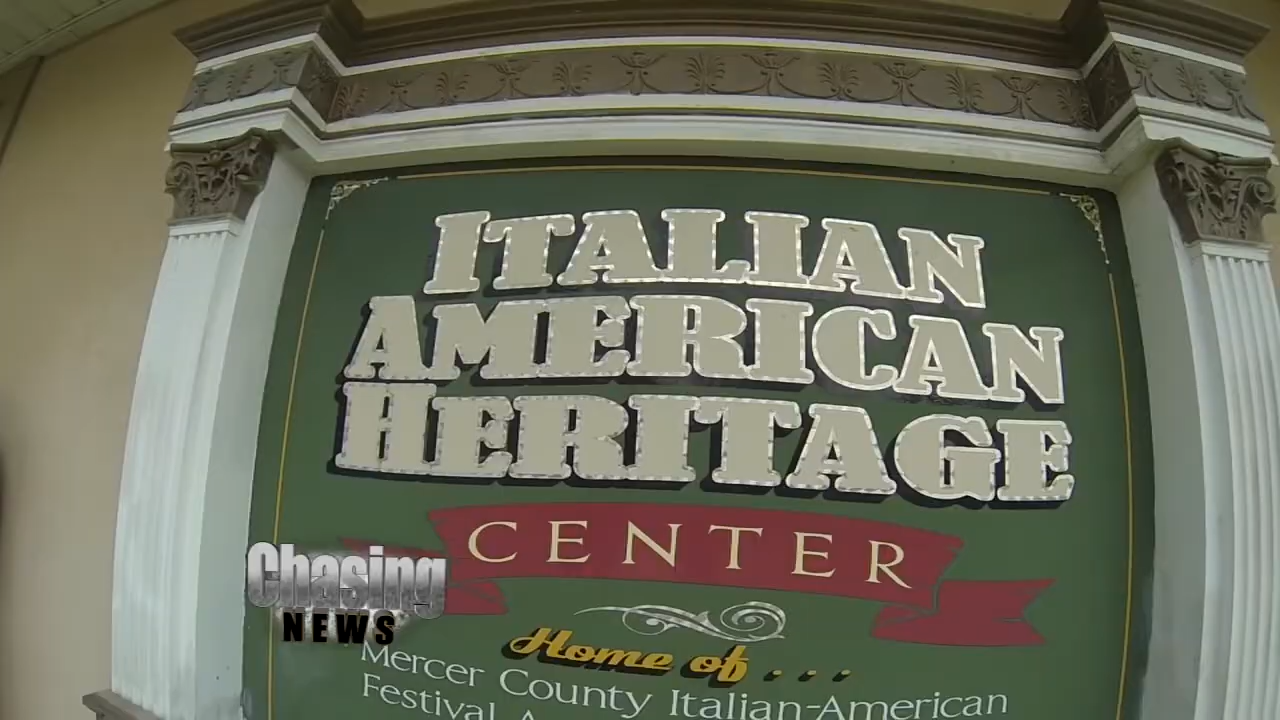 ITALIAN
AMERICAN
HERITAGE
CENTER
Chasing
NEWS
Home of . . .
Mercer County Italian-American
Festival